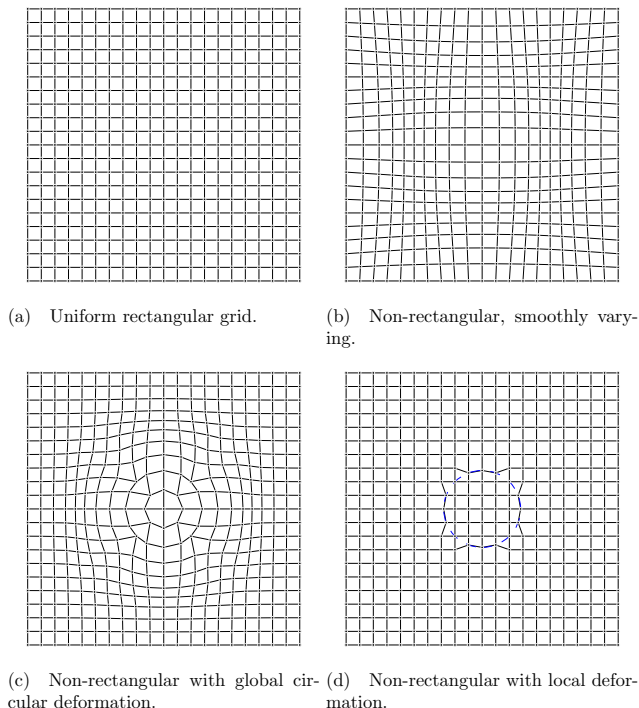 (a) Uniform rectangular grid.
(b) Non-rectangular, smoothly vary-
ing.
(c) Non-rectangular with global cir-
cular deformation.
(d) Non-rectangular with local defor-
mation.